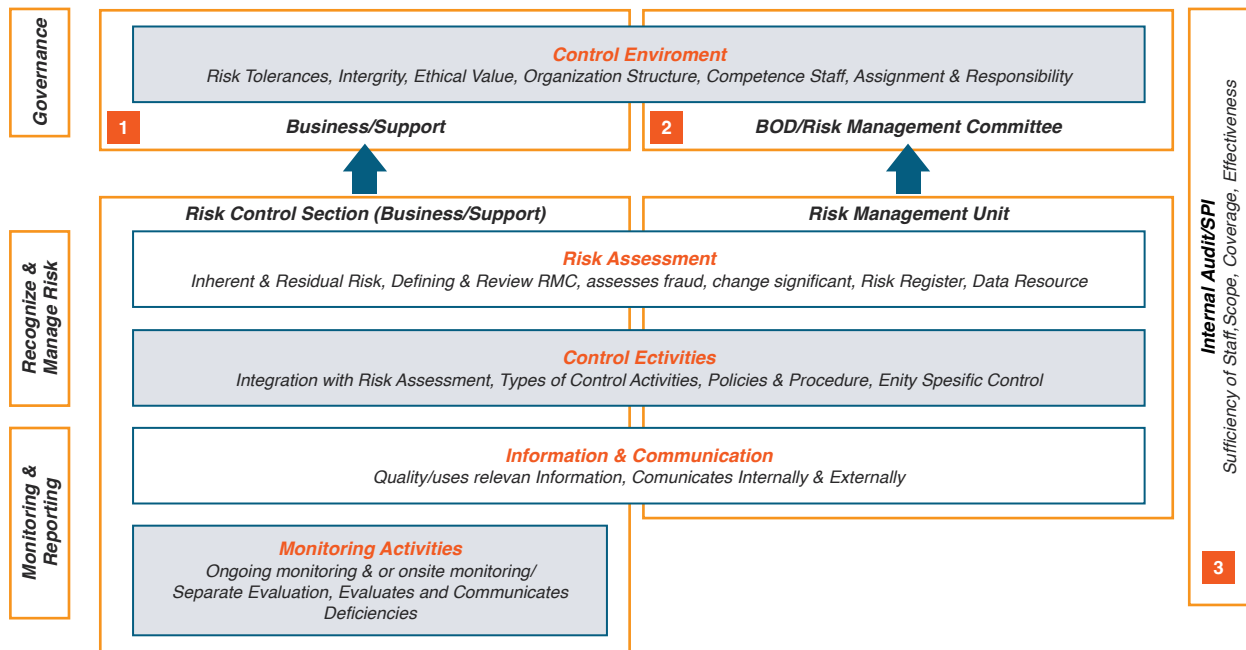 Governance
Control Enviroment
Risk Tolerances, Intergrity, Ethical Value, Organization Structure, Competence Staff, Assignment & Responsibility
1
Business/Support
2
BOD/Risk Management Committee
Recognize &
Manage Risk
Risk Control Section (Business/Support)
Risk Management Unit
Risk Assessment
Inherent & Residual Risk, Defining & Review RMC, assesses fraud, change significant, Risk Register, Data Resource
Control Ectivities
Integration with Risk Assessment, Types of Control Activities, Policies & Procedure, Enity Spesific Control
Monitoring &
Reporting
Information & Communication
Quality/uses relevan Information, Comunicates Internally & Externally
Monitoring Activities
Ongoing monitoring & or onsite monitoring/
Separate Evaluation, Evaluates and Communicates
Deficiencies
Internal Audit/SPI
Sufficiency of Staff,Scope, Coverage, Effectiveness
3